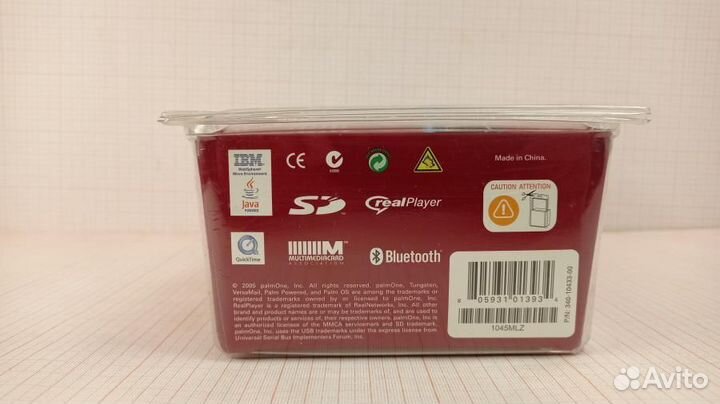 IBM
WebSphere
Micro Environment
Java
POWERED
Made in China.
CAUTION ATTENTION
SD
realPlayer
QuickTime
MULTIMEDIACARD
ASSOCIATION
Bluetooth
© 2005 palmOne, Inc. All rights reserved. palmOne, Tungsten,
VersaMail, Palm Powered, and Palm OS are among the trademarks or
registered trademarks owned by or licensed to palmOne, Inc.
RealPlayer is a registered trademark of RealNetworks, Inc. All other
brand and product names are or may be trademarks of, and are used to
identify products or services of, their respective owners. palmOne, Inc. is
an authorized licensee of the MMCA servicemark and SD trademark.
palmOne, Inc. uses the USB trademarks under the express license from
Universal Serial Bus Implementers Forum, Inc.
8 05931 01393 4
1045MLZ
P/N: 340-10433-00
Avito